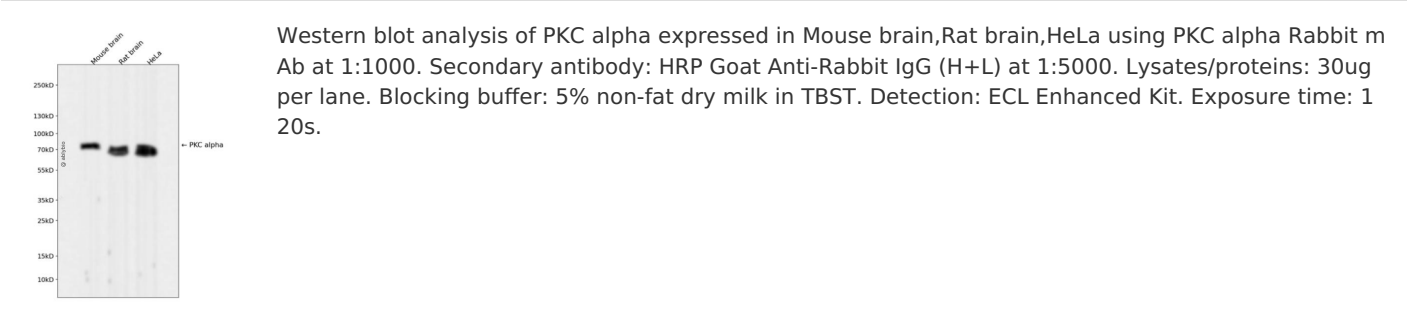 Mouse brain
Rat brain
HeLa
250kD
130kD
100kD
70kD
55kD
35kD
25kD
15kD
10kD
@ ablybio
← PKC alpha
Western blot analysis of PKC alpha expressed in Mouse brain,Rat brain,HeLa using PKC alpha Rabbit m
Ab at 1:1000. Secondary antibody: HRP Goat Anti-Rabbit IgG (H+L) at 1:5000. Lysates/proteins: 30ug
per lane. Blocking buffer: 5% non-fat dry milk in TBST. Detection: ECL Enhanced Kit. Exposure time: 1
20s.